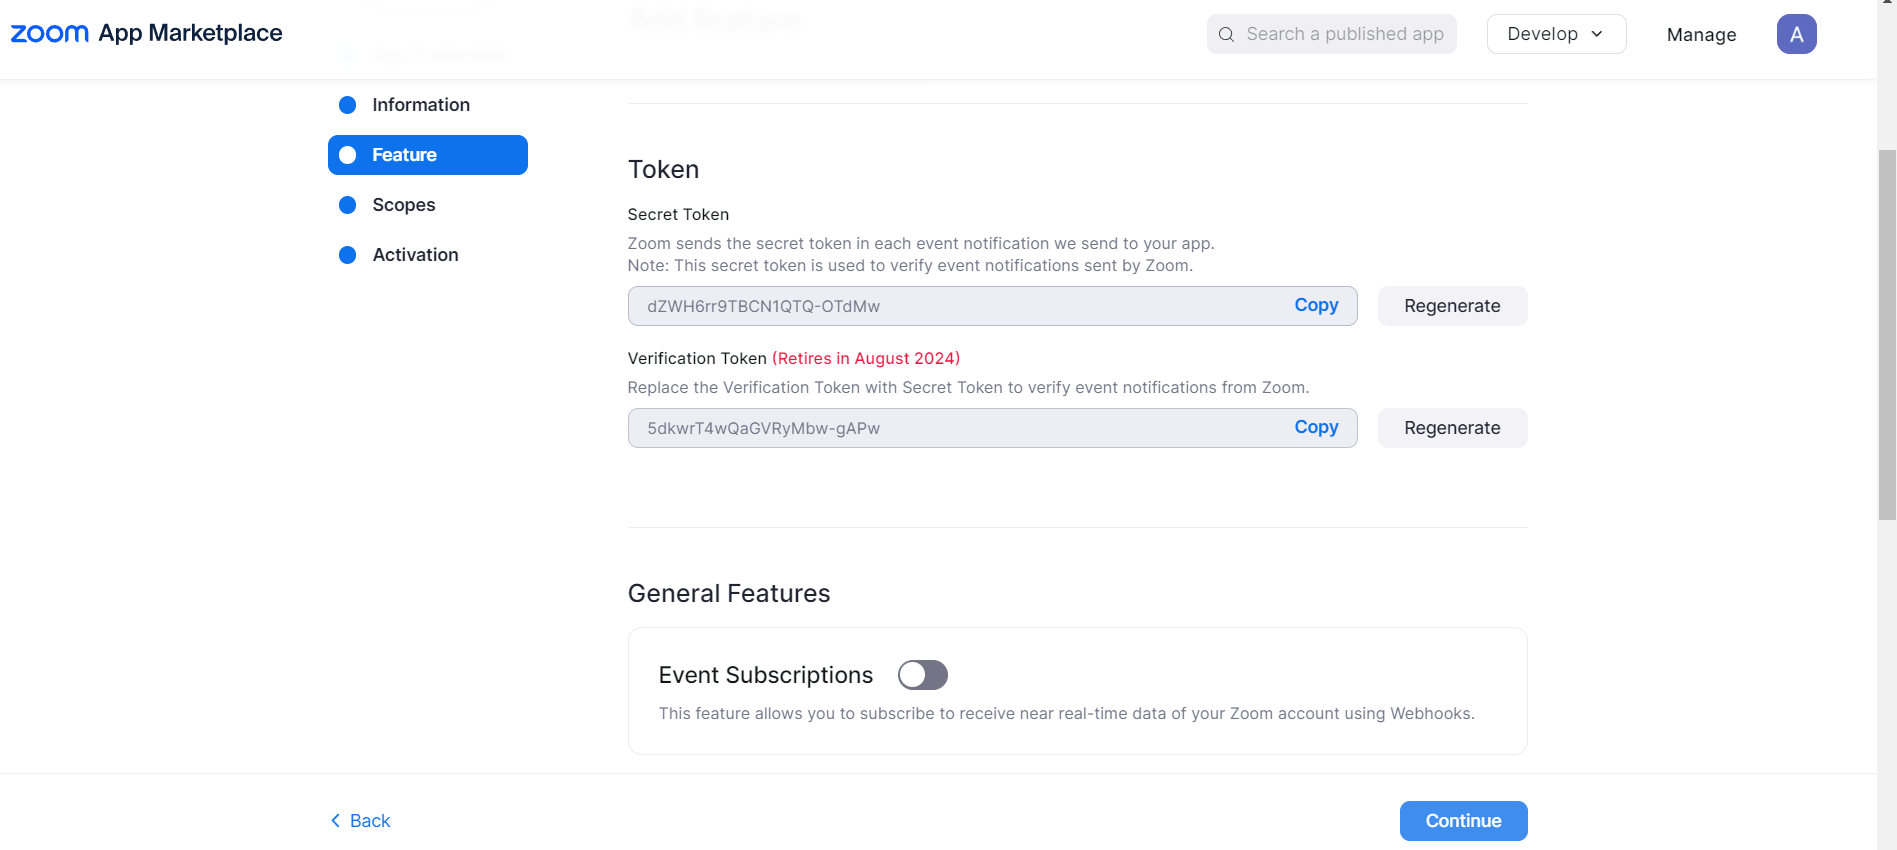 zoom App Marketplace
Search a published app
Develop
Manage
A
Information
Feature
Scopes
Activation
Token
Secret Token
Zoom sends the secret token in each event notification we send to your app.
Note: This secret token is used to verify event notifications sent by Zoom.
dZWH6rr9TBCN1QTQ-OTdMw
Copy
Regenerate
Verification Token (Retires in August 2024)
Replace the Verification Token with Secret Token to verify event notifications from Zoom.
5dkwrT4wQaGVRyMbw-gAPw
Copy
Regenerate
General Features
Event Subscriptions
This feature allows you to subscribe to receive near real-time data of your Zoom account using Webhooks.
Back
Continue